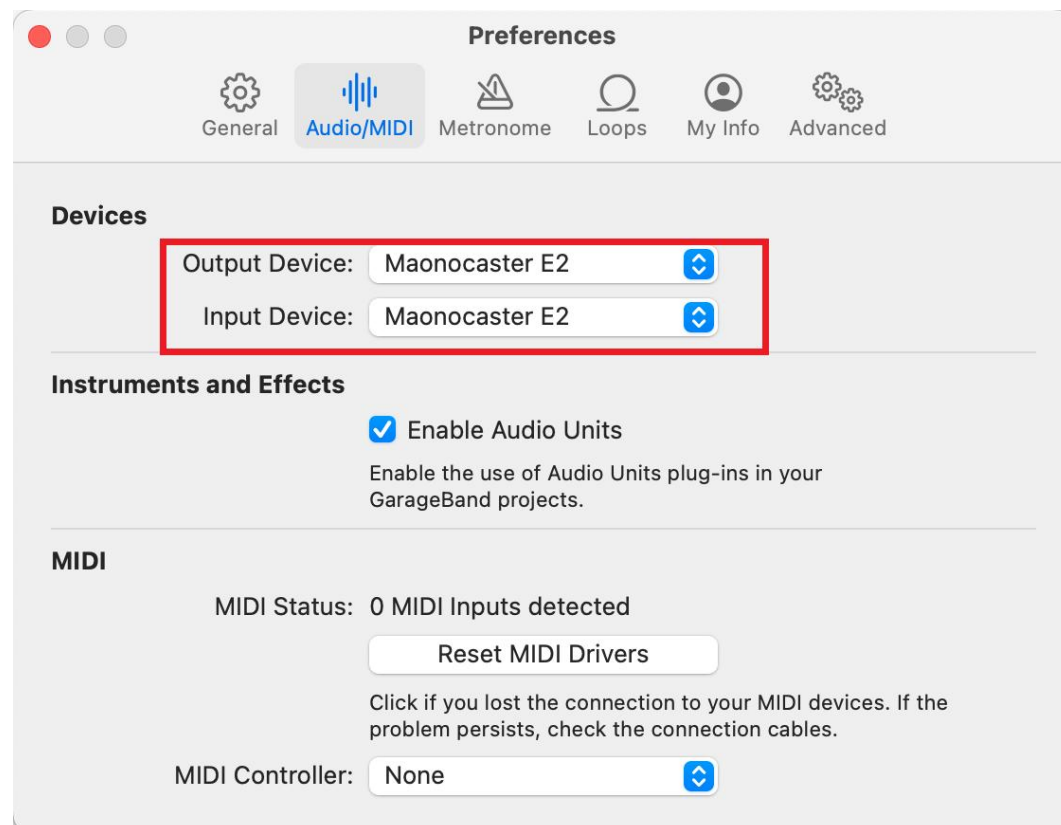 Preferences
General Audio/MIDI Metronome Loops My Info Advanced
Devices
Output Device: Maonocaster E2
Input Device: Maonocaster E2
Instruments and Effects
Enable Audio Units
Enable the use of Audio Units plug-ins in your
GarageBand projects.
MIDI
MIDI Status: 0 MIDI Inputs detected
Reset MIDI Drivers
Click if you lost the connection to your MIDI devices. If the
problem persists, check the connection cables.
MIDI Controller: None